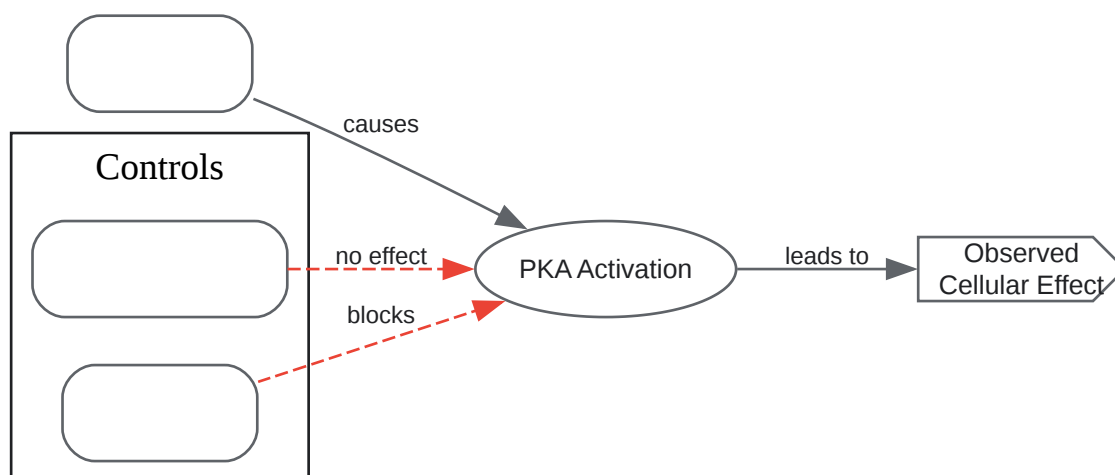 causes
Controls
no effect
PKA Activation
leads to
Observed
Cellular Effect
blocks